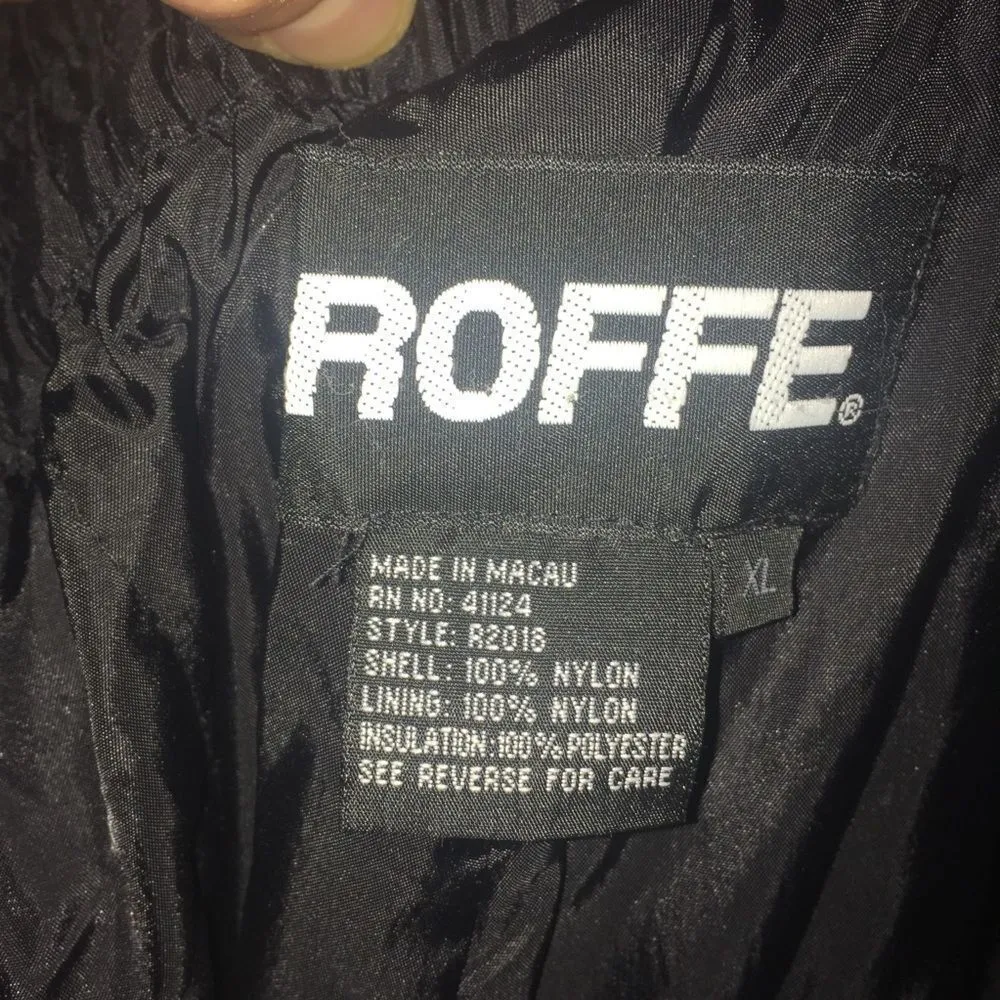 ROFFE®
MADE IN MACAU
RN NO: 41124
STYLE: R2018
SHELL: 100% NYLON
LINING: 100% NYLON
INSULATION:100% POLYESTER
SEE REVERSE FOR CARE
XL